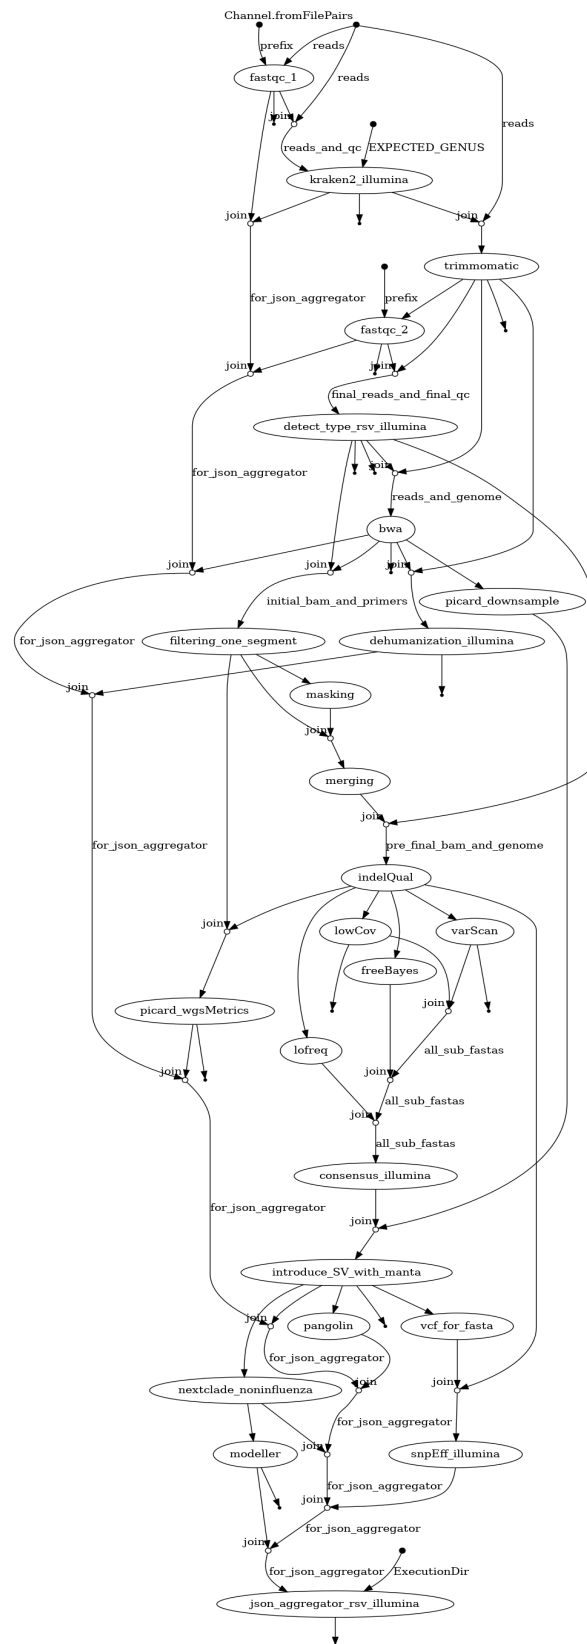 Channel.fromFilePairs
prefix
reads
fastqc_1
reads
join
reads
reads_and_qc
EXPECTED_GENUS
kraken2_illumina
join
join
trimmomatic
for_json_aggregator
prefix
fastqc_2
join
join
final_reads_and_final_qc
detect_type_rsv_illumina
join
for_json_aggregator
reads_and_genome
bwa
join
join
join
initial_bam_and_primers
picard_downsample
for_json_aggregator
filtering_one_segment
dehumanization_illumina
join
masking
join
merging
join
for_json_aggregator
pre_final_bam_and_genome
indelQual
join
lowCov
varScan
freeBayes
join
picard_wgsMetrics
lofreq
all_sub_fastas
join
join
all_sub_fastas
join
all_sub_fastas
consensus_illumina
for_json_aggregator
join
introduce_SV_with_manta
join
pangolin
vcf_for_fasta
for_json_aggregator
join
join
nextclade_noninfluenza
for_json_aggregator
join
modeller
snpEff_illumina
for_json_aggregator
join
for_json_aggregator
join
for_json_aggregator
ExecutionDir
json_aggregator_rsv_illumina